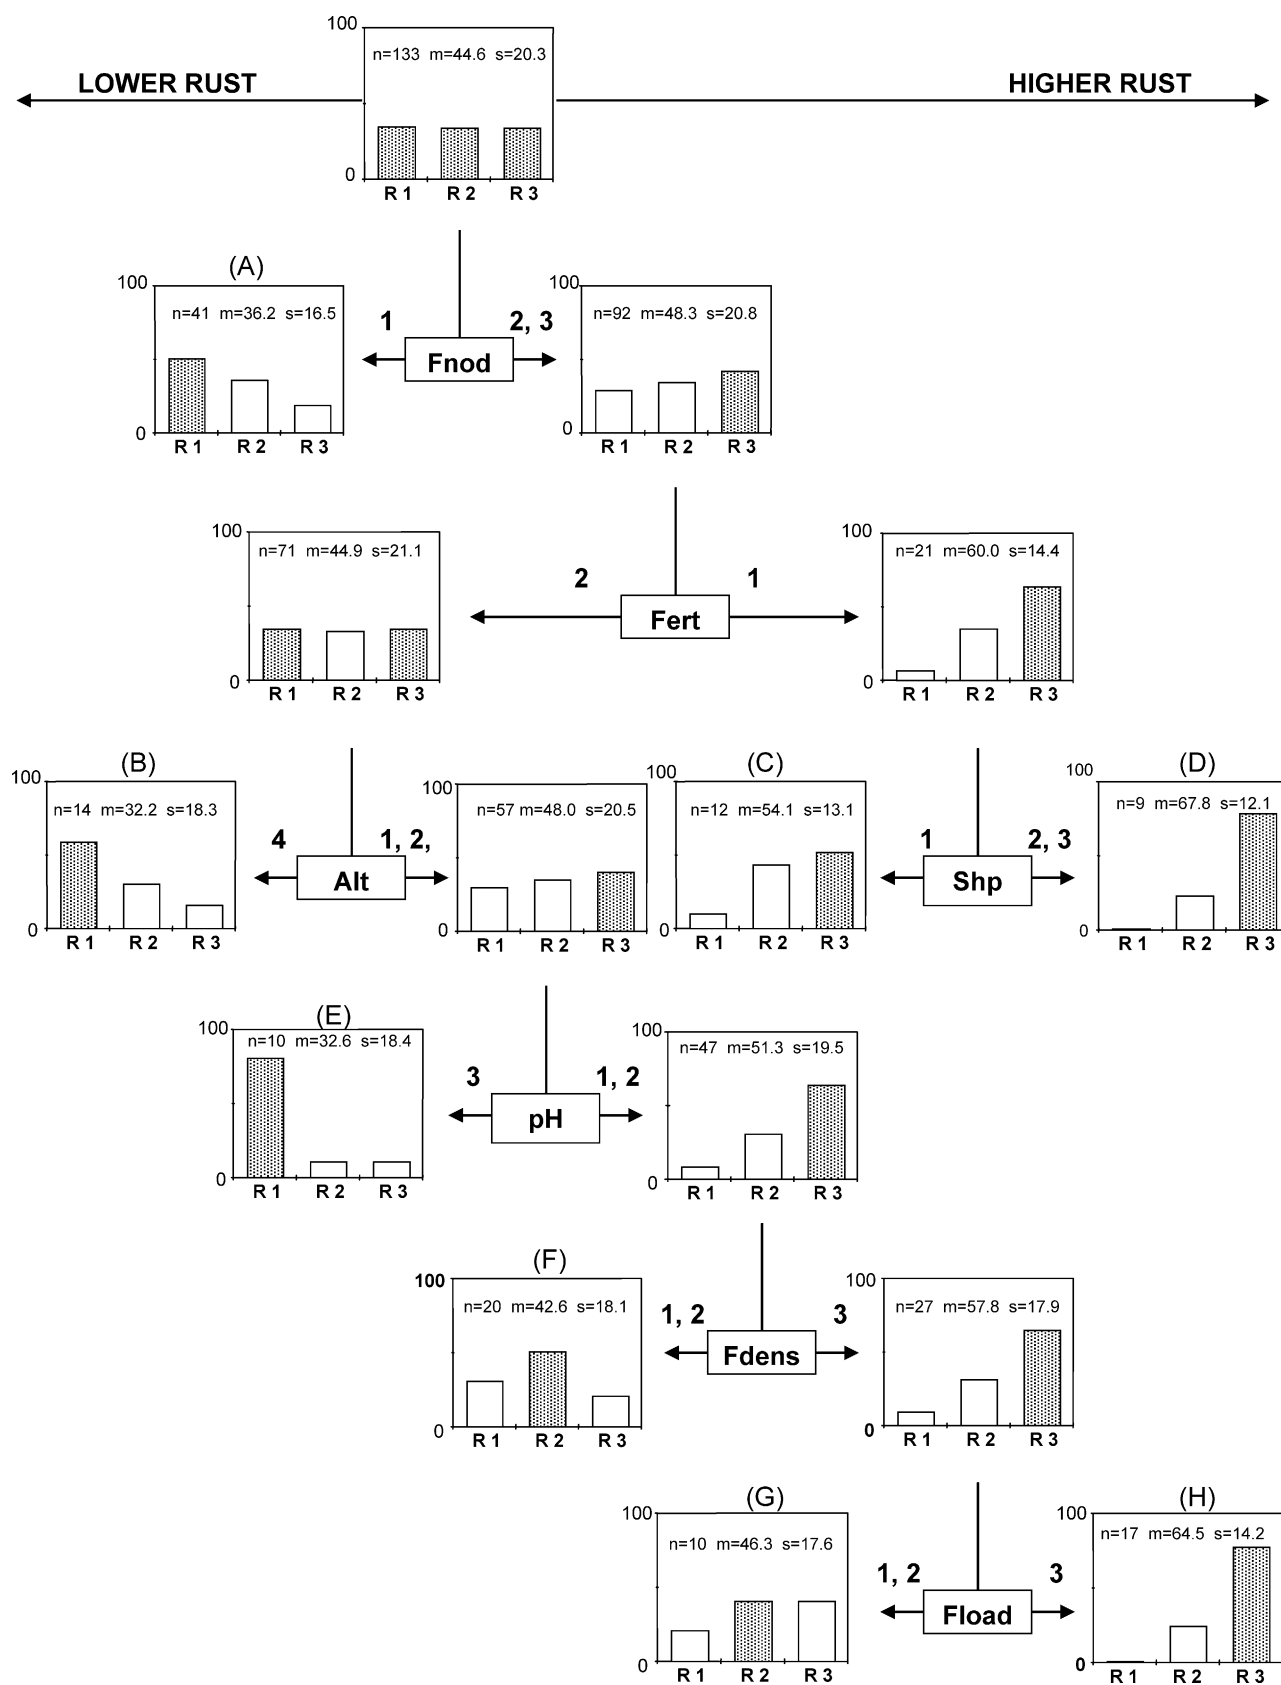 100
n=133 m=44.6 s=20.3
LOWER RUST
HIGHER RUST
0
R 1 R 2 R 3
(A)
100
n=41 m=36.2 s=16.5
0
R 1 R 2 R 3
1
Fnod
2, 3
100
n=92 m=48.3 s=20.8
0
R 1 R 2 R 3
100
n=71 m=44.9 s=21.1
0
R 1 R 2 R 3
2
Fert
1
100
n=21 m=60.0 s=14.4
0
R 1 R 2 R 3
(B)
100
n=14 m=32.2 s=18.3
0
R 1 R 2 R 3
4
Alt
1, 2,
100
n=57 m=48.0 s=20.5
0
R 1 R 2 R 3
(C)
100
n=12 m=54.1 s=13.1
0
R 1 R 2 R 3
1
Shp
2, 3
(D)
100
n=9 m=67.8 s=12.1
0
R 1 R 2 R 3
(E)
100
n=10 m=32.6 s=18.4
0
R 1 R 2 R 3
3
pH
1, 2
100
n=47 m=51.3 s=19.5
0
R 1 R 2 R 3
(F)
100
n=20 m=42.6 s=18.1
0
R 1 R 2 R 3
1, 2
Fdens
3
100
n=27 m=57.8 s=17.9
0
R 1 R 2 R 3
(G)
100
n=10 m=46.3 s=17.6
0
R 1 R 2 R 3
1, 2
Fload
3
(H)
100
n=17 m=64.5 s=14.2
0
R 1 R 2 R 3